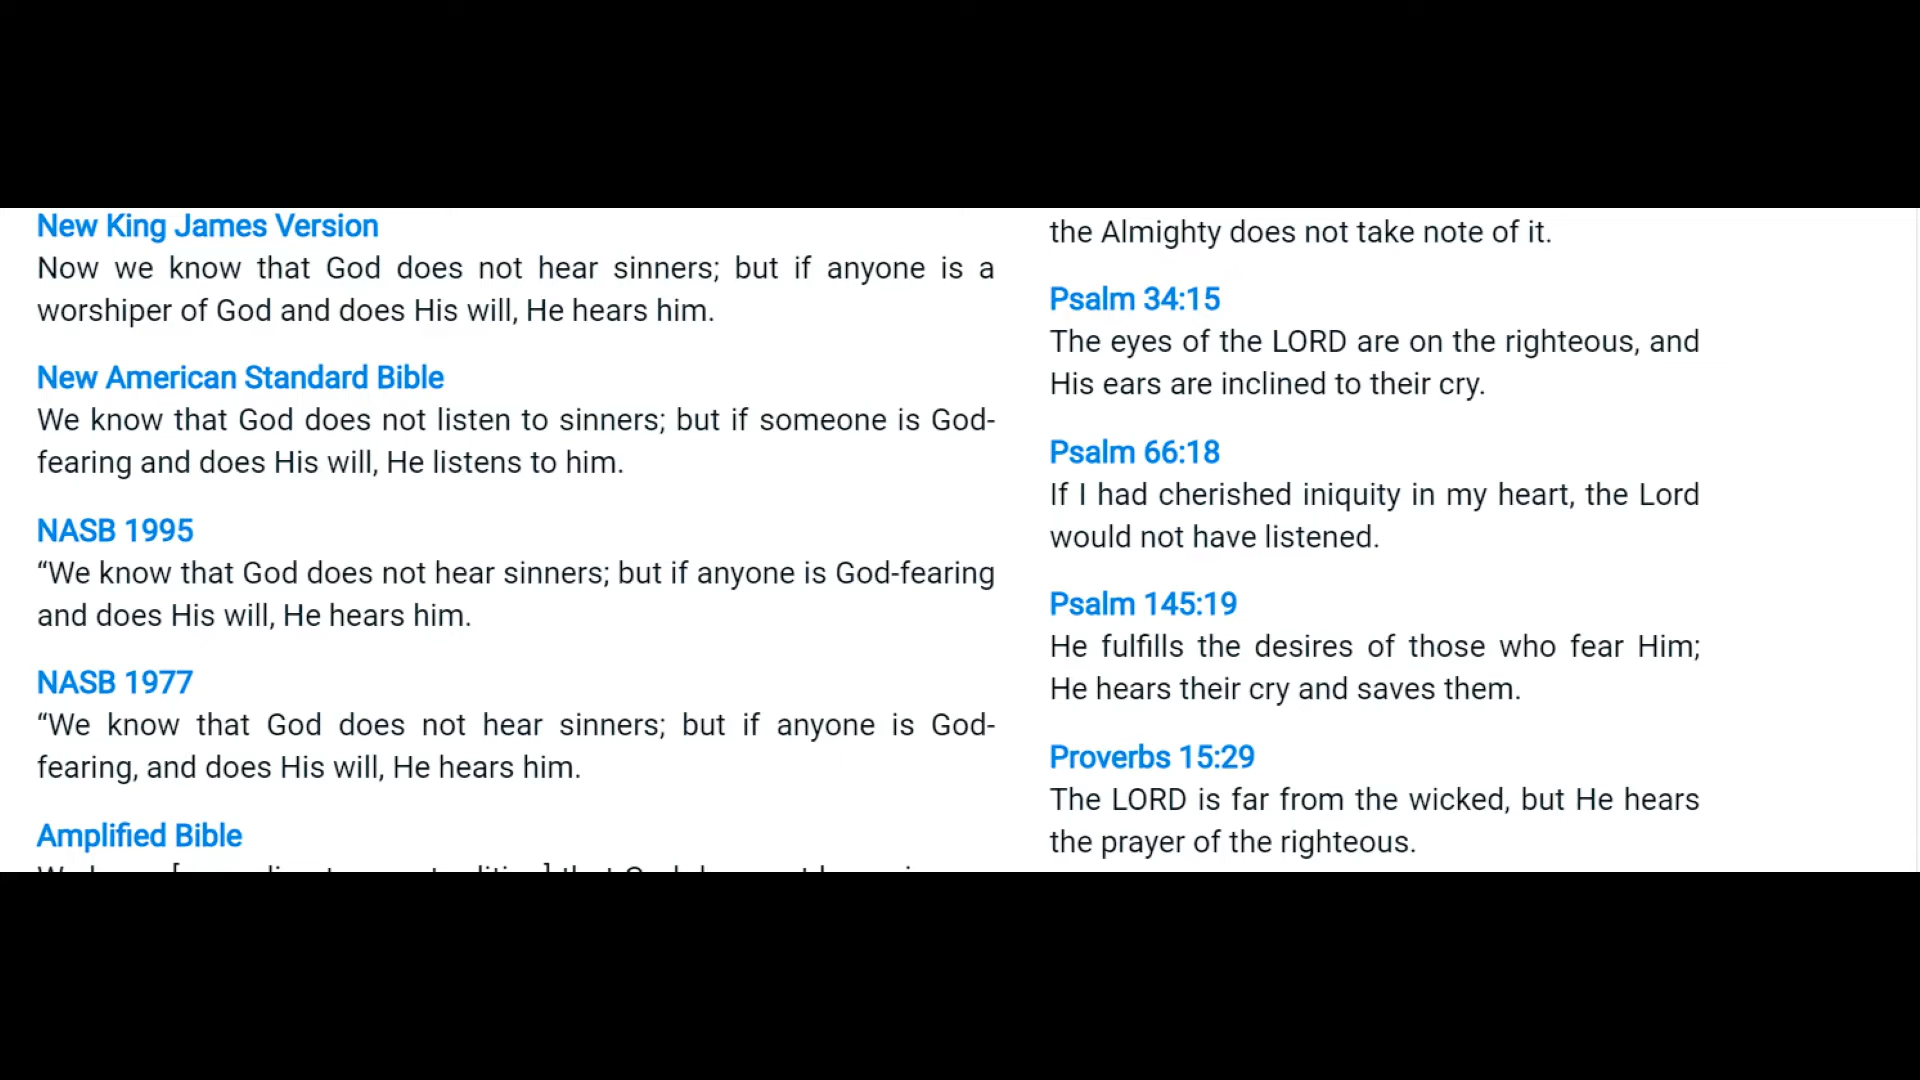 New King James Version
Now we know that God does not hear sinners; but if anyone is a
worshiper of God and does His will, He hears him.
New American Standard Bible
We know that God does not listen to sinners; but if someone is God-
fearing and does His will, He listens to him.
NASB 1995
“We know that God does not hear sinners; but if anyone is God-fearing
and does His will, He hears him.
NASB 1977
“We know that God does not hear sinners; but if anyone is God-
fearing, and does His will, He hears him.
Amplified Bible
the Almighty does not take note of it.
Psalm 34:15
The eyes of the LORD are on the righteous, and
His ears are inclined to their cry.
Psalm 66:18
If I had cherished iniquity in my heart, the Lord
would not have listened.
Psalm 145:19
He fulfills the desires of those who fear Him;
He hears their cry and saves them.
Proverbs 15:29
The LORD is far from the wicked, but He hears
the prayer of the righteous.